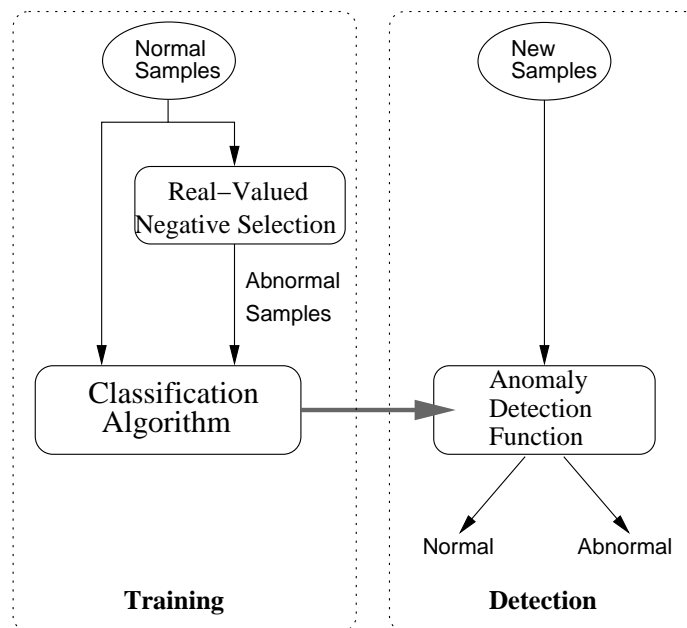 Normal
Samples
Real−Valued
Negative Selection
Abnormal
Samples
Classification
Algorithm
Training
New
Samples
Anomaly
Detection
Function
Normal
Abnormal
Detection